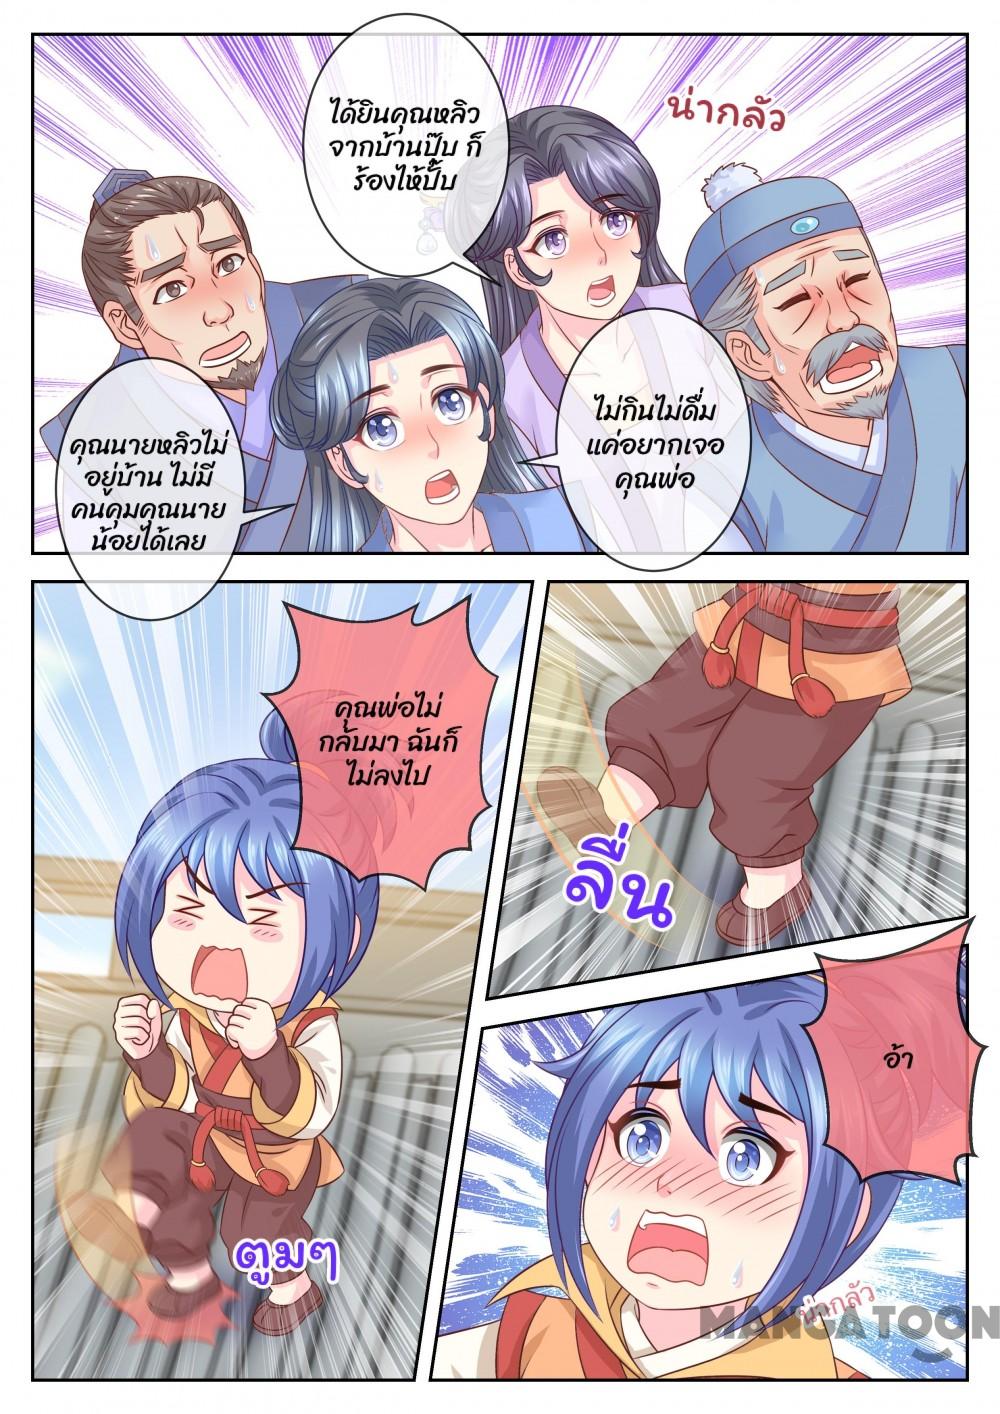 ได้ยินคุณหลิว
จากบ้านปุ๊บ ก็
ร้องไห้ปั๊บ
น่ากลัว
คุณนายหลิวไม่
อยู่บ้าน ไม่มี
คนคุมคุณนาย
น้อยได้เลย
ไม่กินไม่ดื่ม
แค่อยากเจอ
คุณพ่อ
คุณพ่อไม่
กลับมา ฉันก็
ไม่ลงไป
ลื่น
ตูมๆ
อ้า
น่ากลัว
MANGATOON